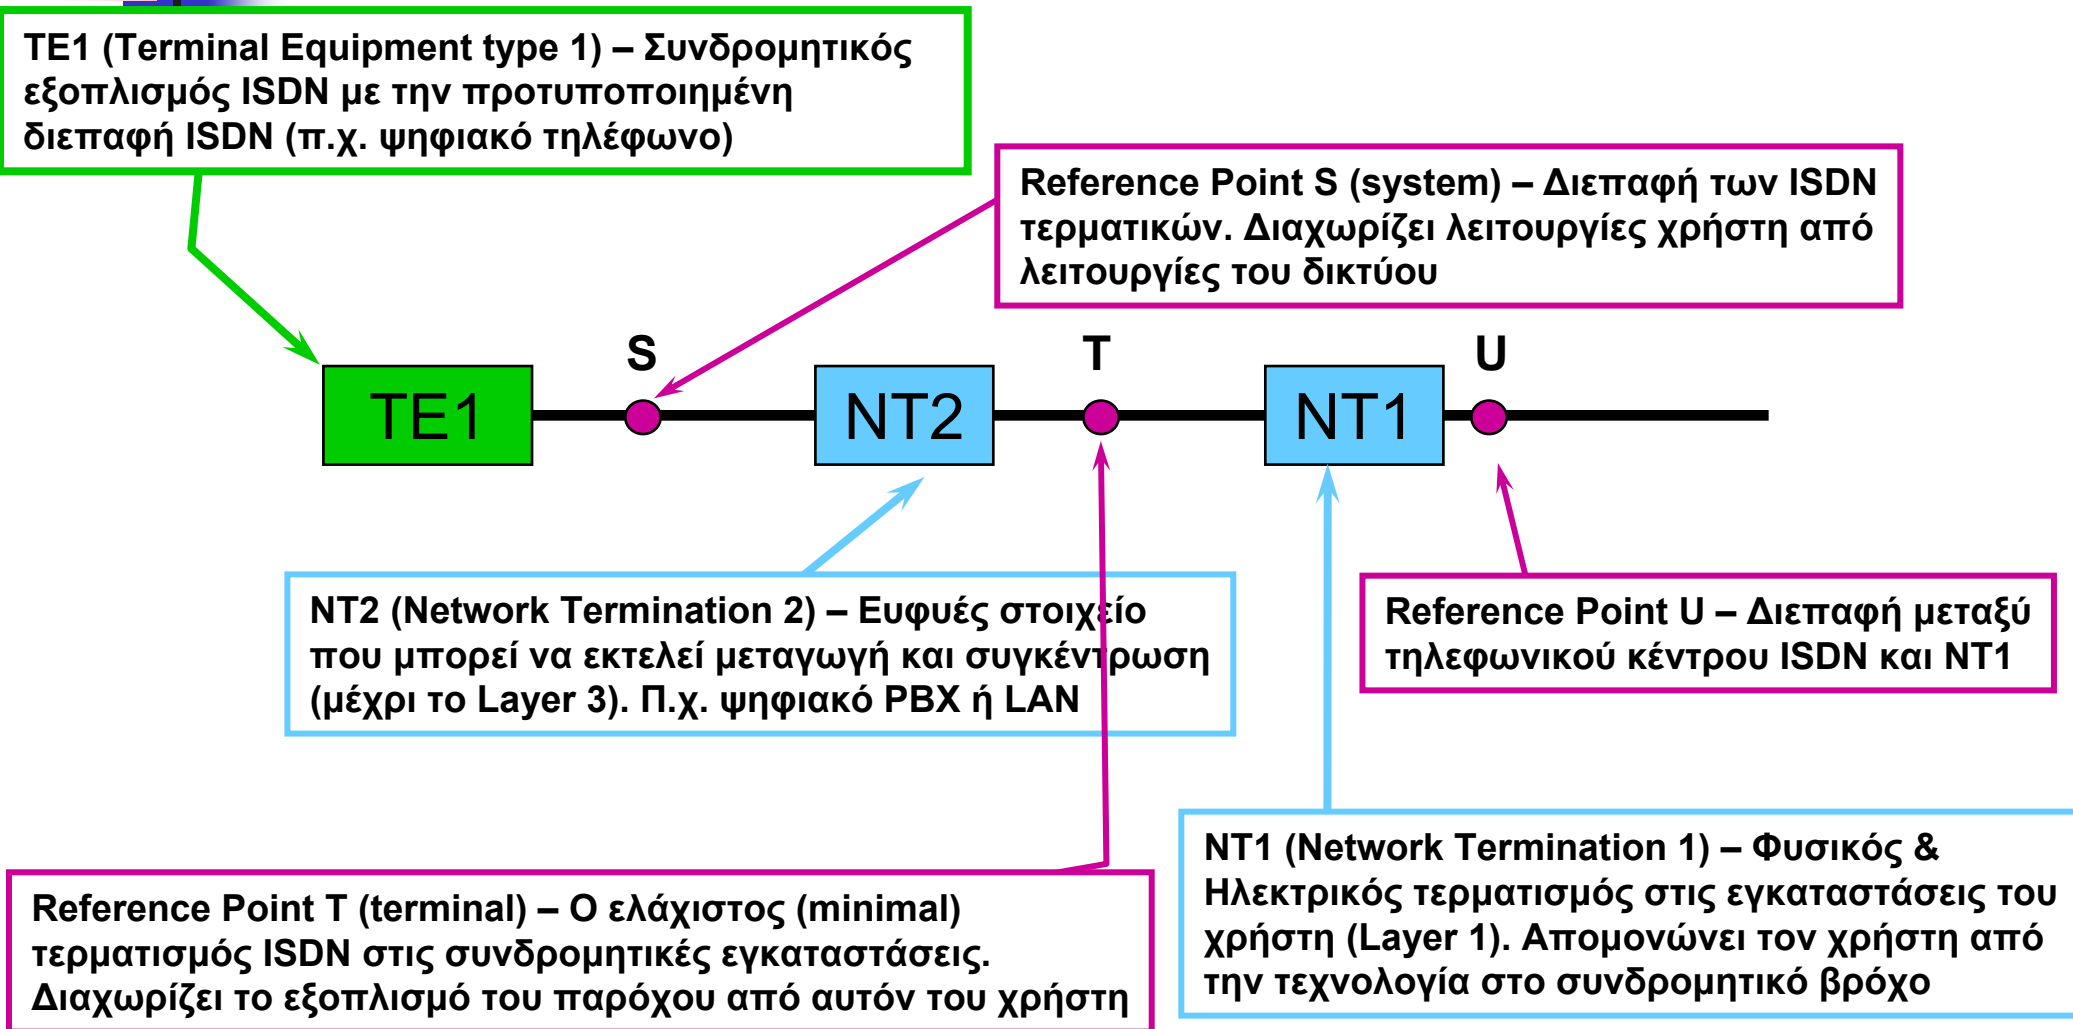 TE1 (Terminal Equipment type 1) – Συνδρομητικός
εξοπλισμός ISDN με την προτυποποιημένη
διεπαφή ISDN (π.χ. ψηφιακό τηλέφωνο)
Reference Point S (system) – Διεπαφή των ISDN
τερματικών. Διαχωρίζει λειτουργίες χρήστη από
λειτουργίες του δικτύου
S
T
U
TE1
NT2
NT1
NT2 (Network Termination 2) – Ευφυές στοιχείο
που μπορεί να εκτελεί μεταγωγή και συγκέντρωση
(μέχρι το Layer 3). Π.χ. ψηφιακό PBX ή LAN
Reference Point U – Διεπαφή μεταξύ
τηλεφωνικού κέντρου ISDN και NT1
NT1 (Network Termination 1) – Φυσικός &
Ηλεκτρικός τερματισμός στις εγκαταστάσεις του
χρήστη (Layer 1). Απομονώνει τον χρήστη από
την τεχνολογία στο συνδρομητικό βρόχο
Reference Point T (terminal) – Ο ελάχιστος (minimal)
τερματισμός ISDN στις συνδρομητικές εγκαταστάσεις.
Διαχωρίζει το εξοπλισμό του παρόχου από αυτόν του χρήστη